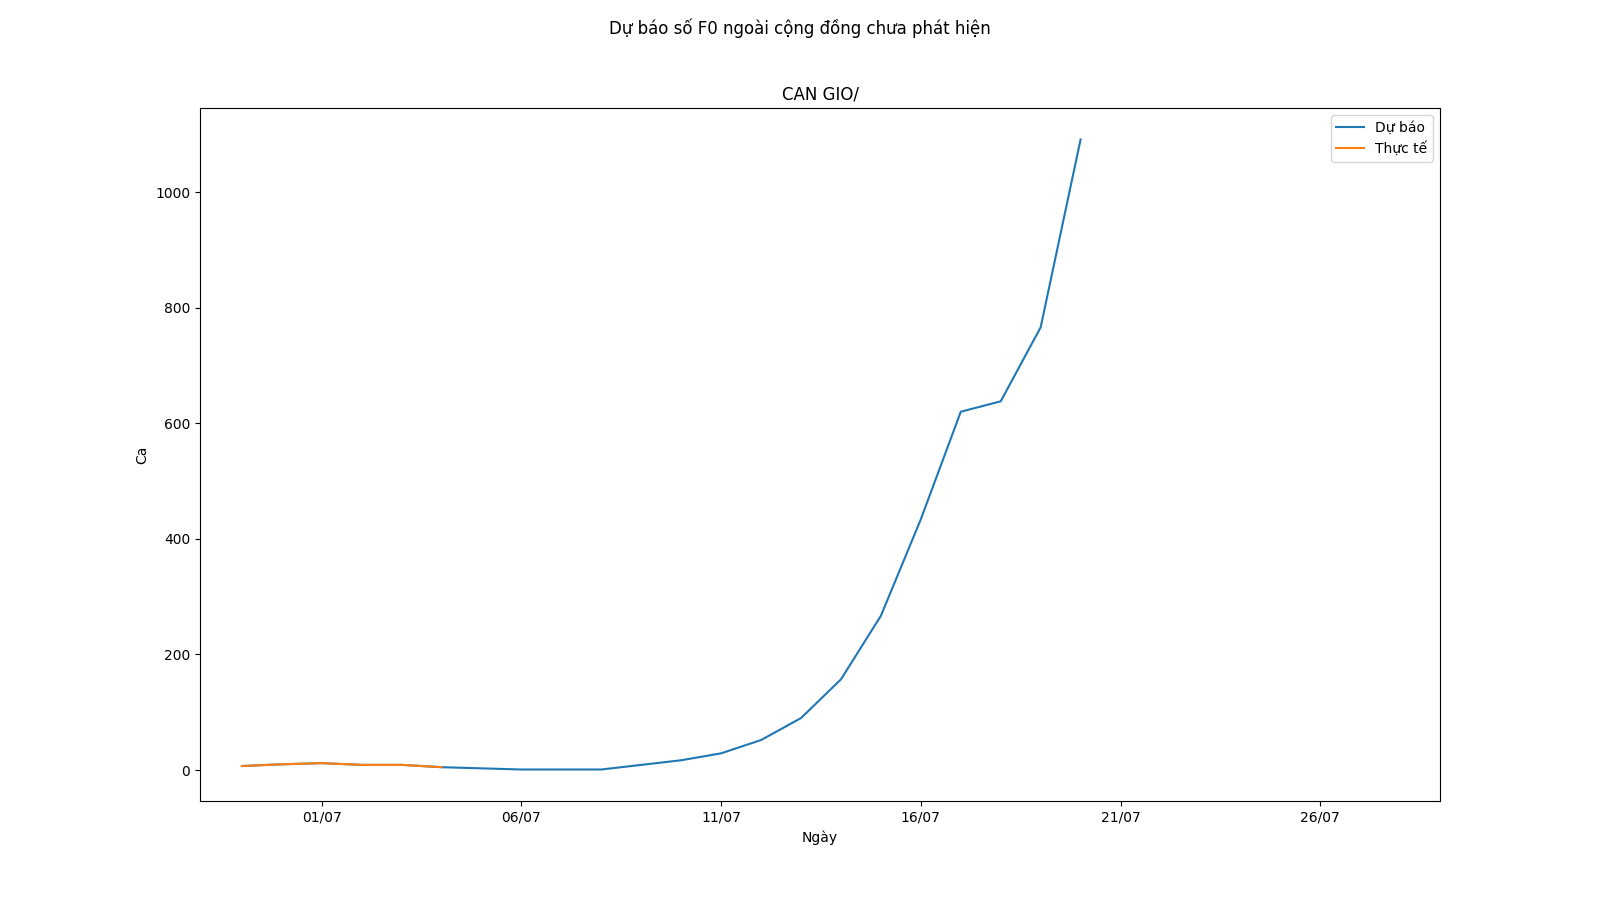 Dự báo số F0 ngoài cộng đồng chưa phát hiện
CAN GIO/
Dự báo
Thực tế
1000
800
600
400
200
0
Ca
01/07
06/07
11/07
16/07
21/07
26/07
Ngày